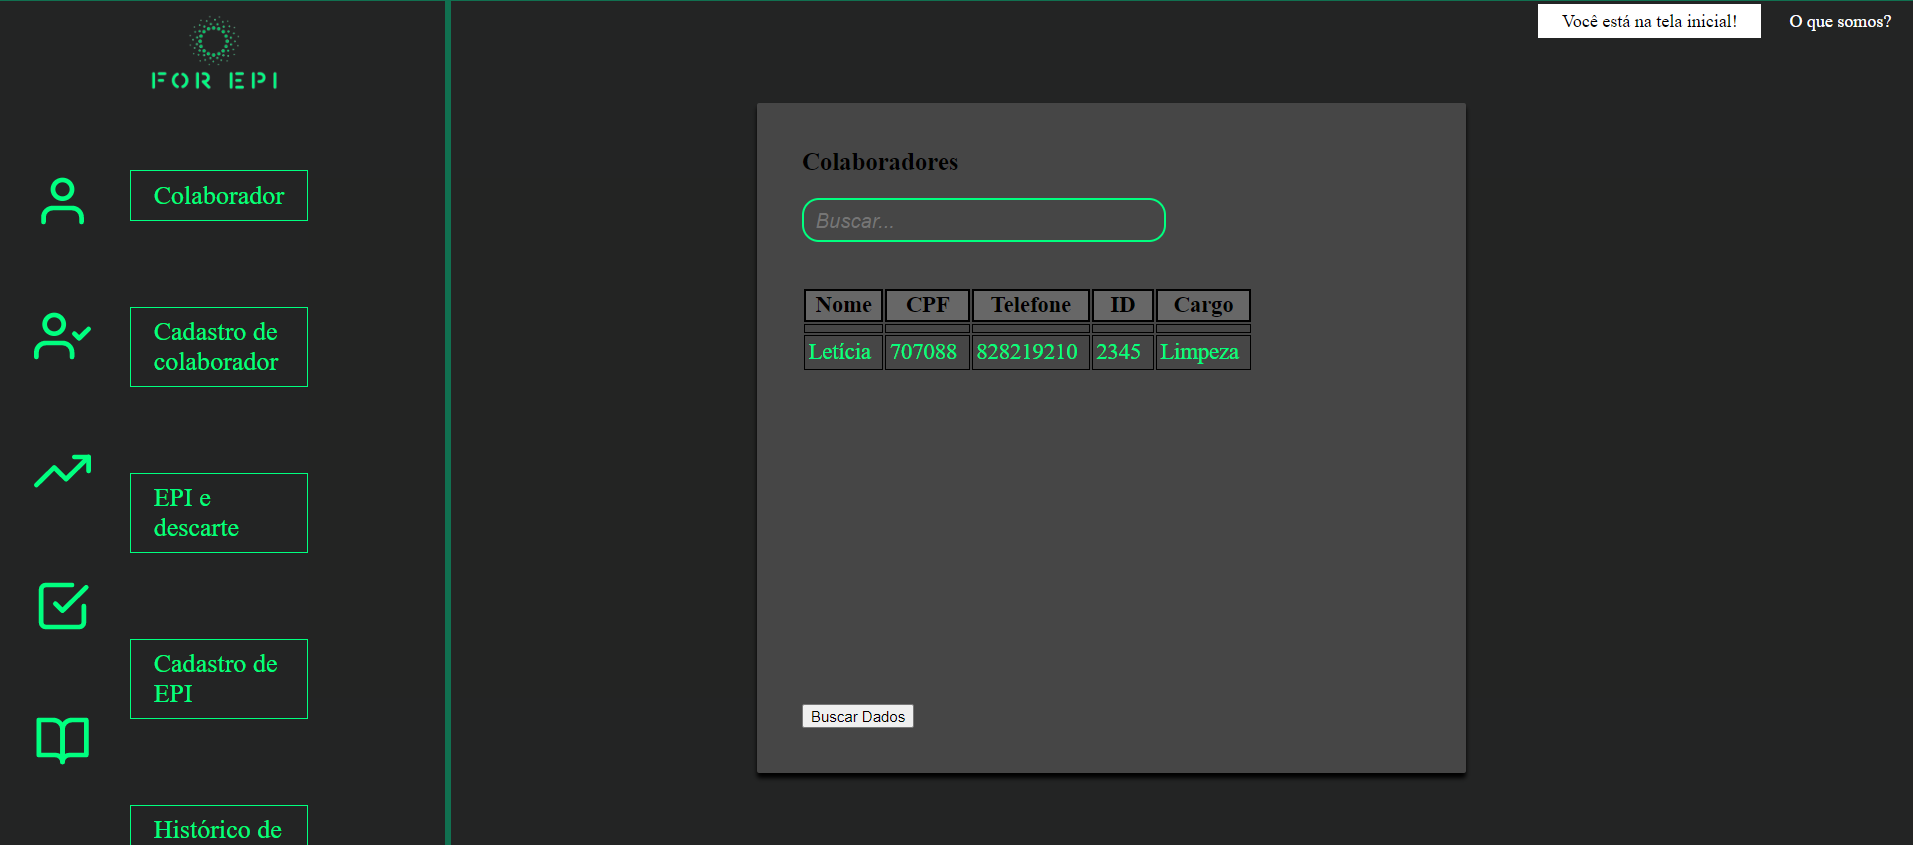 Você está na tela inicial!
O que somos?
FOR EPI
Colaborador
Cadastro de
colaborador
EPI e
descarte
Cadastro de
EPI
Histórico de
Colaboradores
Buscar...
Nome CPF Telefone ID Cargo
Letícia 707088 828219210 2345 Limpeza
Buscar Dados